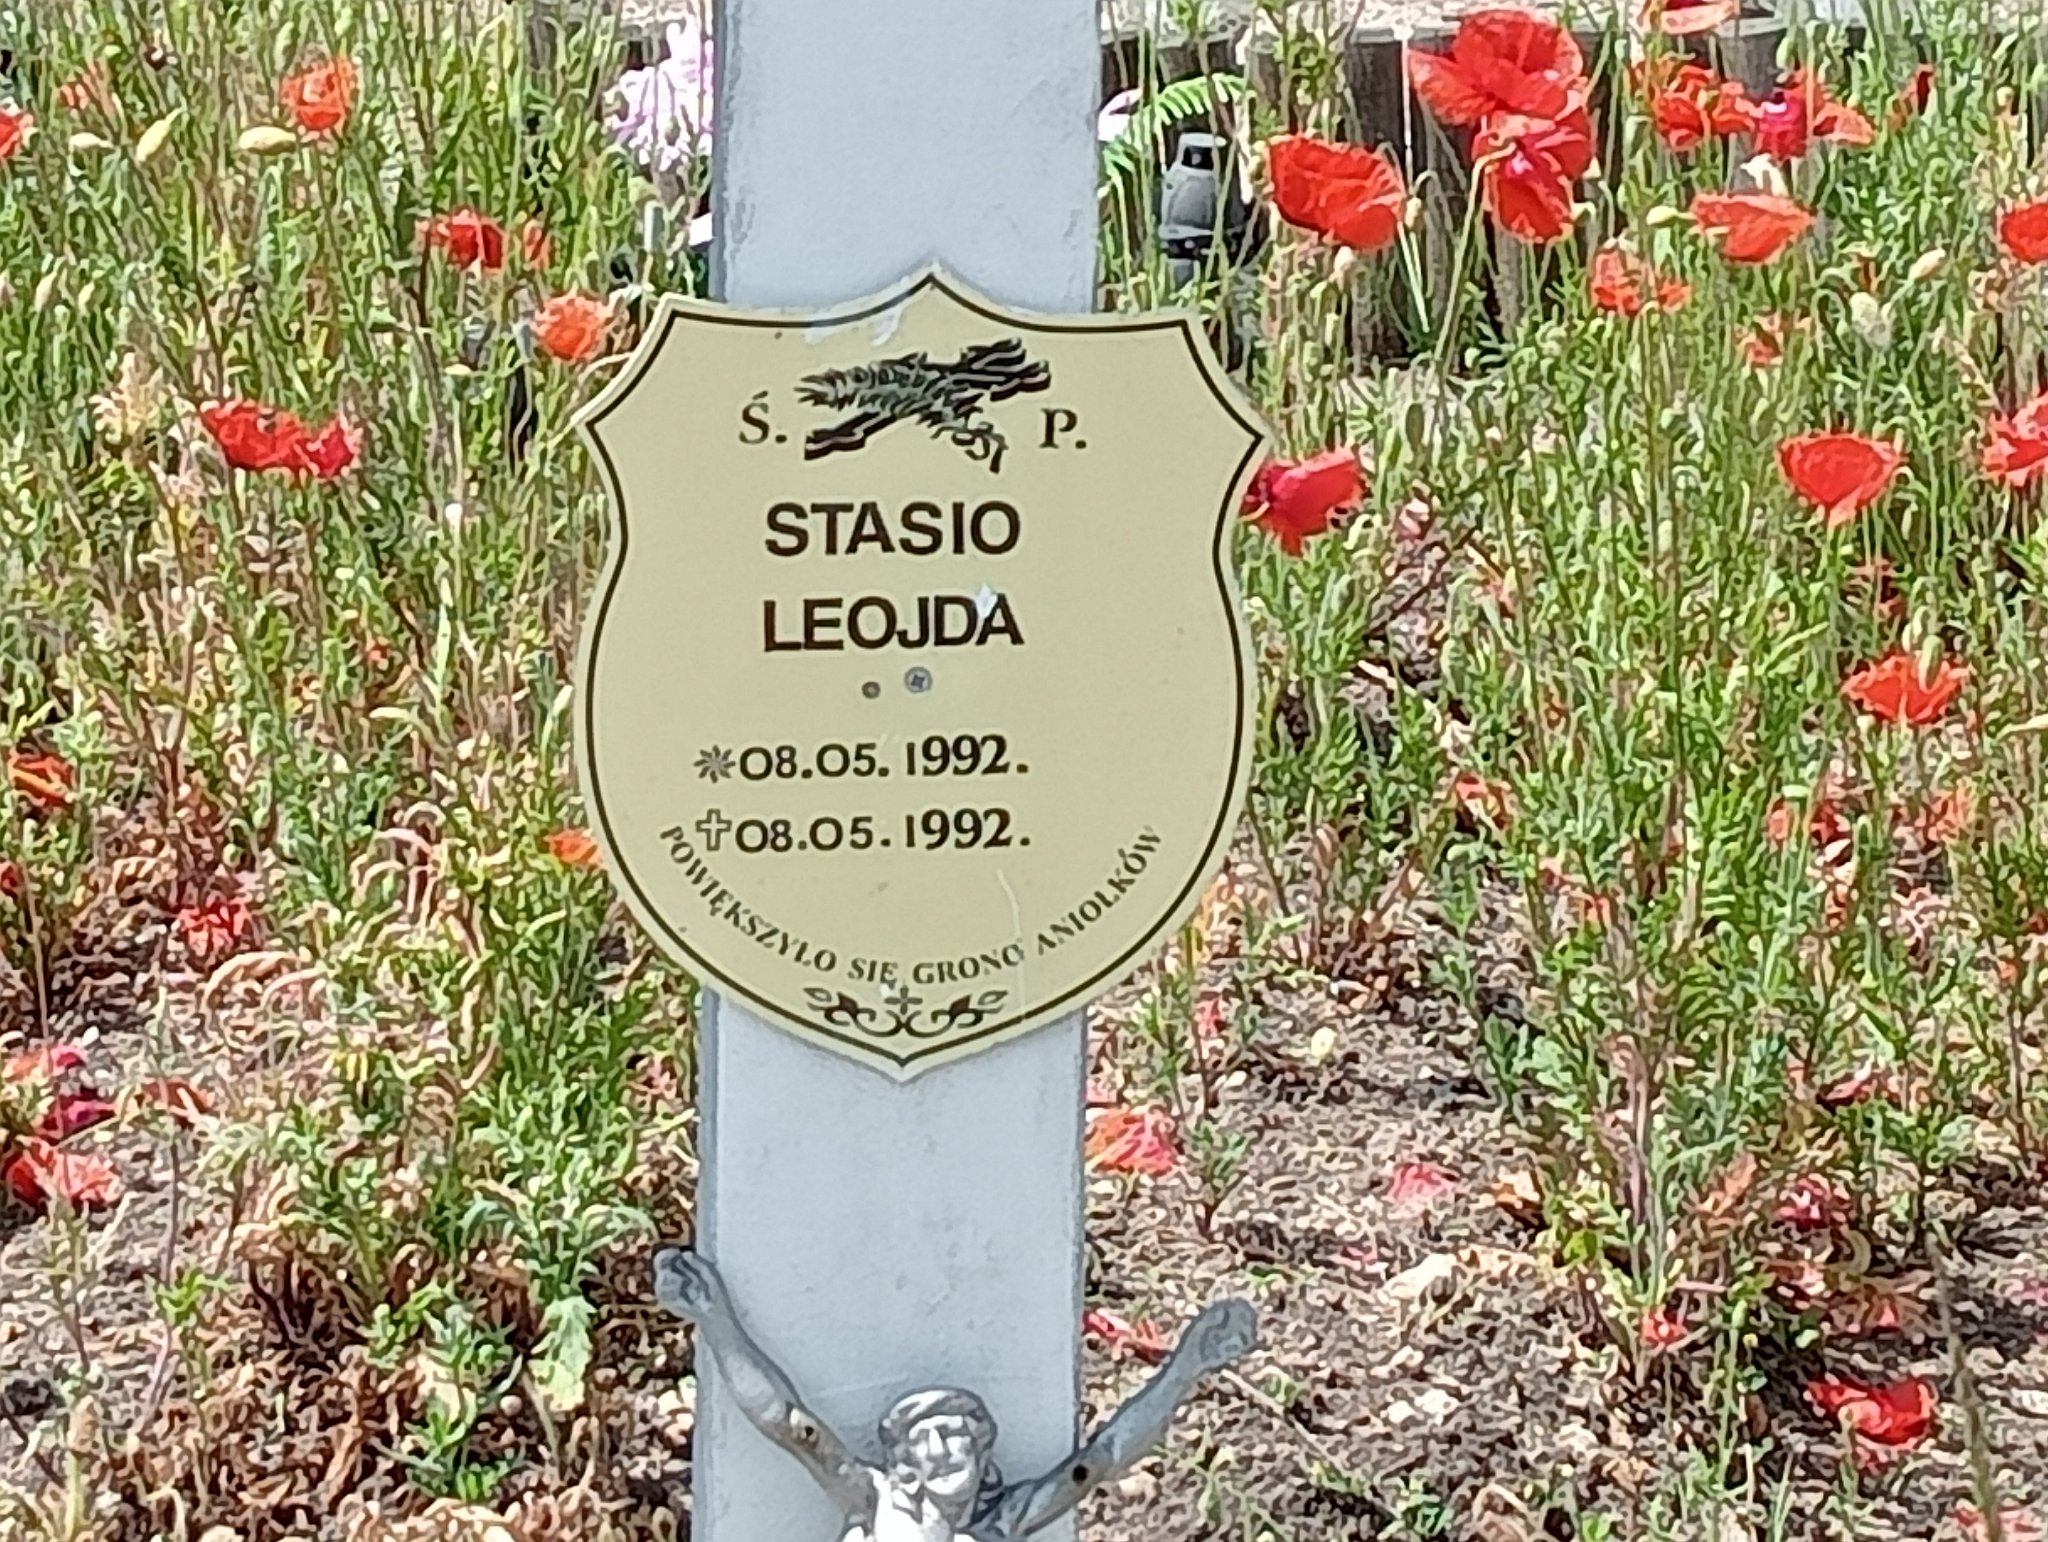 Ś. P.
STASIO
LEOJDA
08.05.1992.
08.05.1992.
POWIĘKSZYŁO SIĘ GRONO ANIOŁKÓW